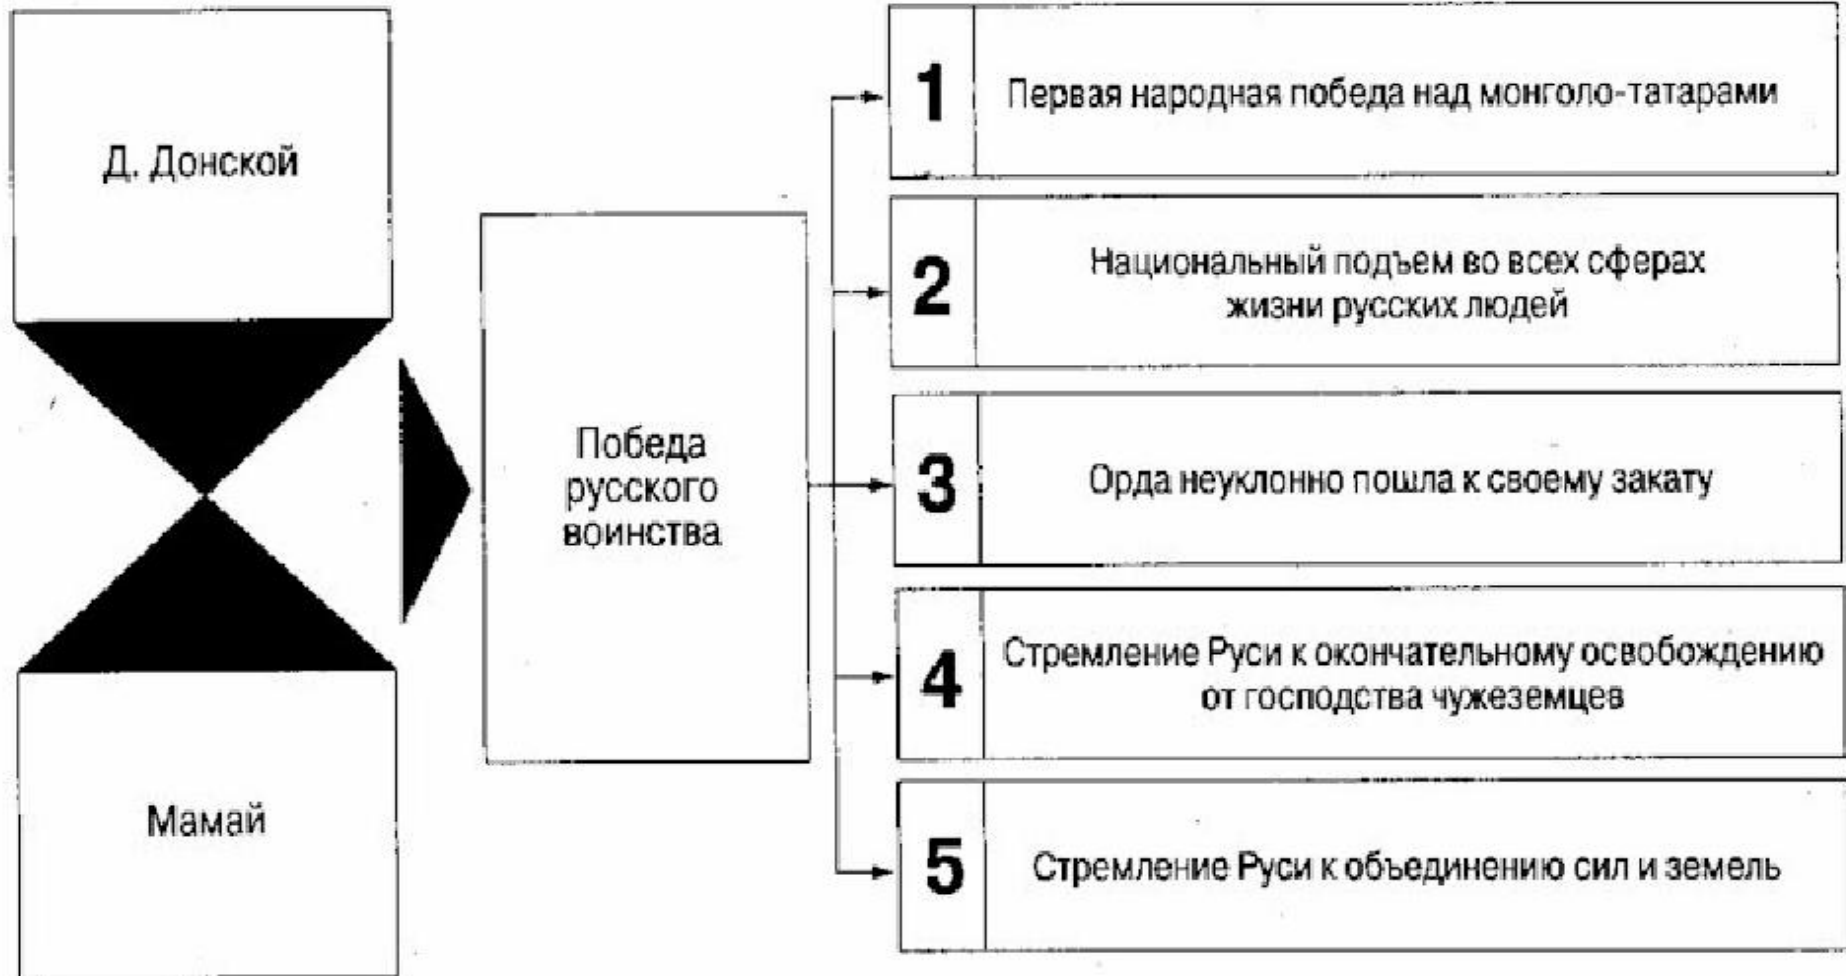 Д. Донской
Мамай
Победа
русского
воинства
1
Первая народная победа над монголо-татарами
2
Национальный подъем во всех сферах
жизни русских людей
3
Орда неуклонно пошла к своему закату
4
Стремление Руси к окончательному освобождению
от господства чужеземцев
5
Стремление Руси к объединению сил и земель